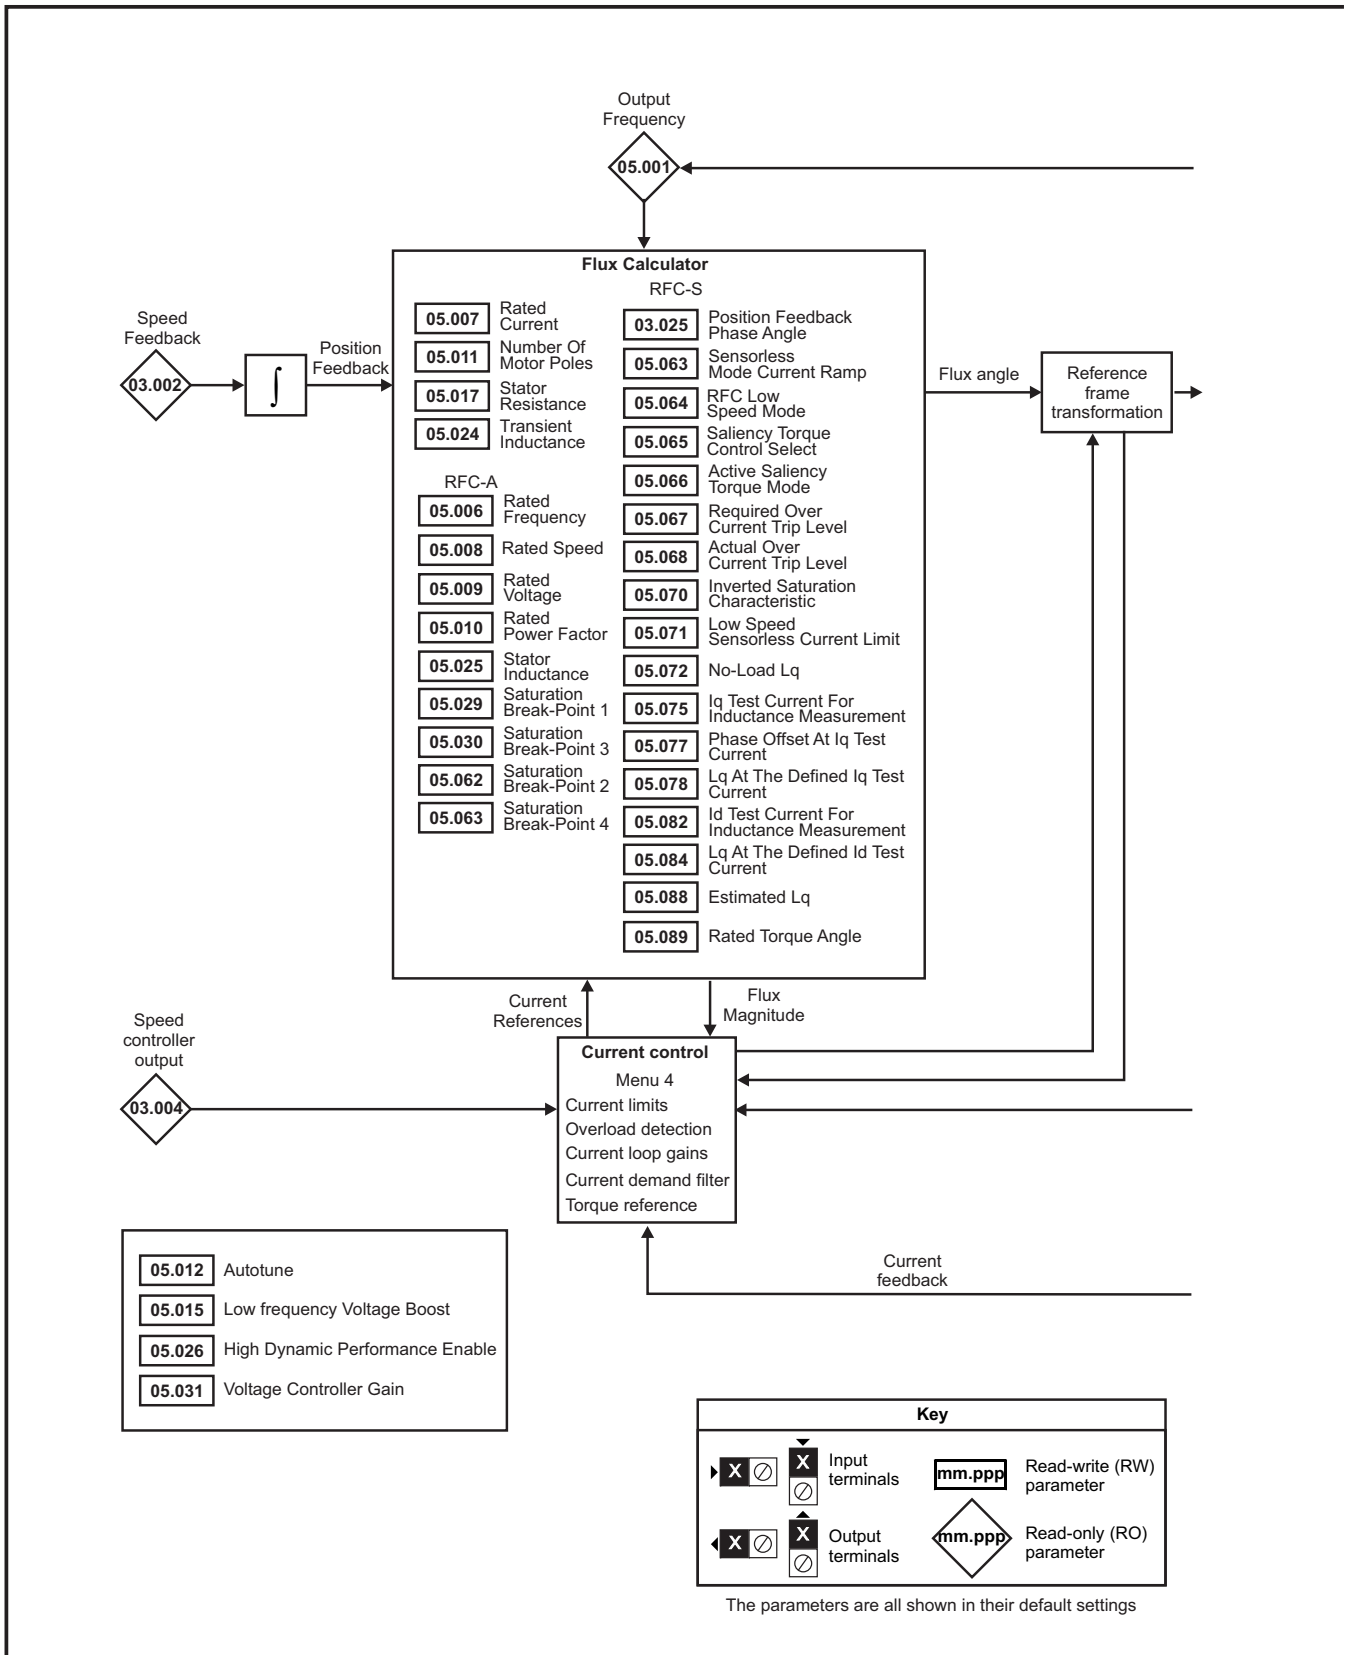 Output
Frequency
05.001
Flux Calculator
Speed
Feedback
03.002
∫
Position
Feedback
05.007 Rated
Current
05.011 Number Of
Motor Poles
05.017 Stator
Resistance
05.024 Transient
Inductance
RFC-A
05.006 Rated
Frequency
05.008 Rated Speed
05.009 Rated
Voltage
05.010 Rated
Power Factor
05.025 Stator
Inductance
05.029 Saturation
Break-Point 1
05.030 Saturation
Break-Point 3
05.062 Saturation
Break-Point 2
05.063 Saturation
Break-Point 4
RFC-S
03.025 Position Feedback
Phase Angle
05.063 Sensorless
Mode Current Ramp
05.064 RFC Low
Speed Mode
05.065 Saliency Torque
Control Select
05.066 Active Saliency
Torque Mode
05.067 Required Over
Current Trip Level
05.068 Actual Over
Current Trip Level
05.070 Inverted Saturation
Characteristic
05.071 Low Speed
Sensorless Current Limit
05.072 No-Load Lq
05.075 Iq Test Current For
Inductance Measurement
05.077 Phase Offset At Iq Test
Current
05.078 Lq At The Defined Iq Test
Current
05.082 Id Test Current For
Inductance Measurement
05.084 Lq At The Defined Id Test
Current
05.088 Estimated Lq
05.089 Rated Torque Angle
Flux angle
Reference
frame
transformation
Current
References
Flux
Magnitude
Speed
controller
output
03.004
Current control
Menu 4
Current limits
Overload detection
Current loop gains
Current demand filter
Torque reference
Current
feedback
05.012 Autotune
05.015 Low frequency Voltage Boost
05.026 High Dynamic Performance Enable
05.031 Voltage Controller Gain
Key
X X Input
terminals
mm.ppp Read-write (RW)
parameter
X X Output
terminals
mm.ppp Read-only (RO)
parameter
The parameters are all shown in their default settings